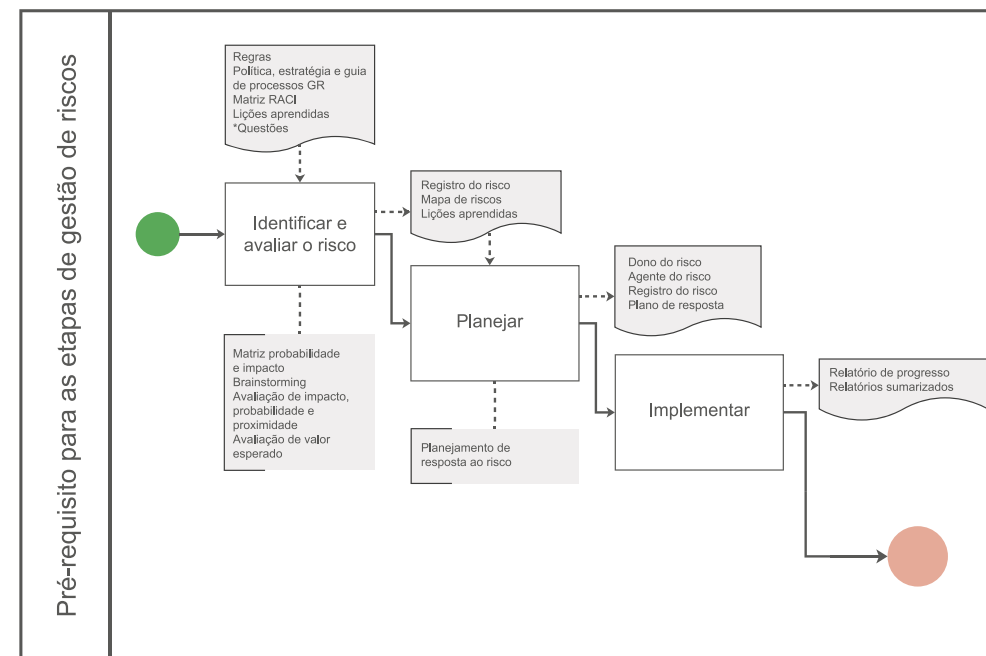 Pré-requisito para as etapas de gestão de riscos
Regras
Política, estratégia e guia
de processos GR
Matriz RACI
Lições aprendidas
*Questões
Identificar e
avaliar o risco
Registro do risco
Mapa de riscos
Lições aprendidas
Matriz probabilidade
e impacto
Brainstorming
Avaliação de impacto,
probabilidade e
proximidade
Avaliação de valor
esperado
Planejar
Dono do risco
Agente do risco
Registro do risco
Plano de resposta
Planejamento de
resposta ao risco
Implementar
Relatório de progresso
Relatórios sumarizados